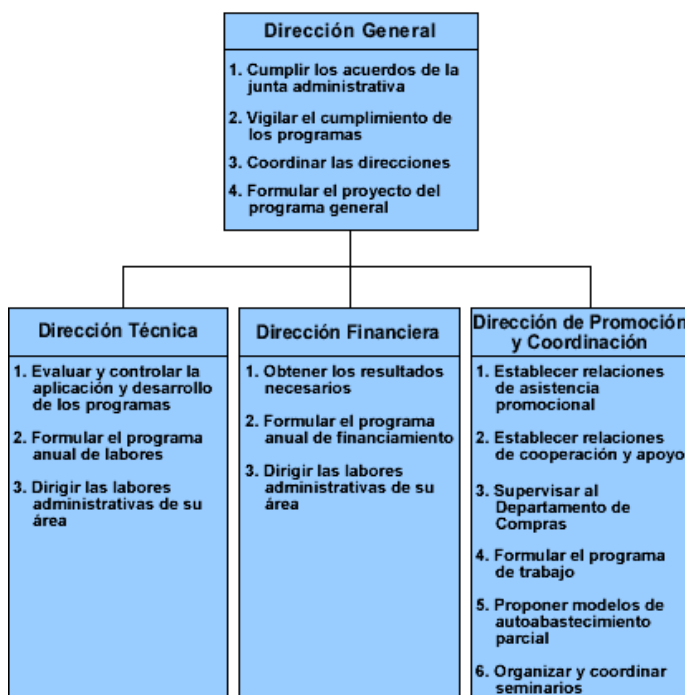 Dirección General
1. Cumplir los acuerdos de la
junta administrativa
2. Vigilar el cumplimiento de
los programas
3. Coordinar las direcciones
4. Formular el proyecto del
programa general
Dirección Técnica
1. Evaluar y controlar la
aplicación y desarrollo
de los programas
2. Formular el programa
anual de labores
3. Dirigir las labores
administrativas de su
área
Dirección Financiera
1. Obtener los resultados
necesarios
2. Formular el programa
anual de financiamiento
3. Dirigir las labores
administrativas de su
área
Dirección de Promoción
y Coordinación
1. Establecer relaciones
de asistencia
promocional
2. Establecer relaciones
de cooperación y apoyo
3. Supervisar al
Departamento de
Compras
4. Formular el programa
de trabajo
5. Proponer modelos de
autoabastecimiento
parcial
6. Organizar y coordinar
seminarios